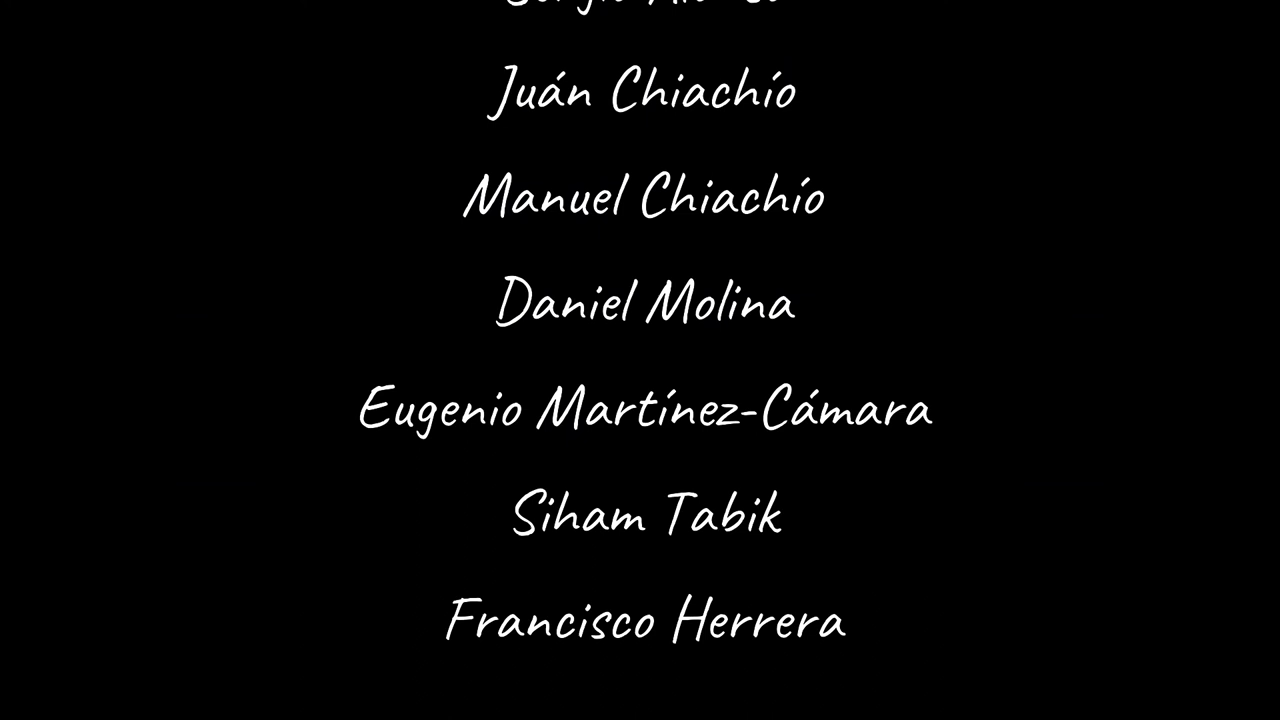 Juán Chiachío
Manuel Chiachío
Daniel Molina
Eugenio Martínez-Cámara
Siham Tabik
Francisco Herrera